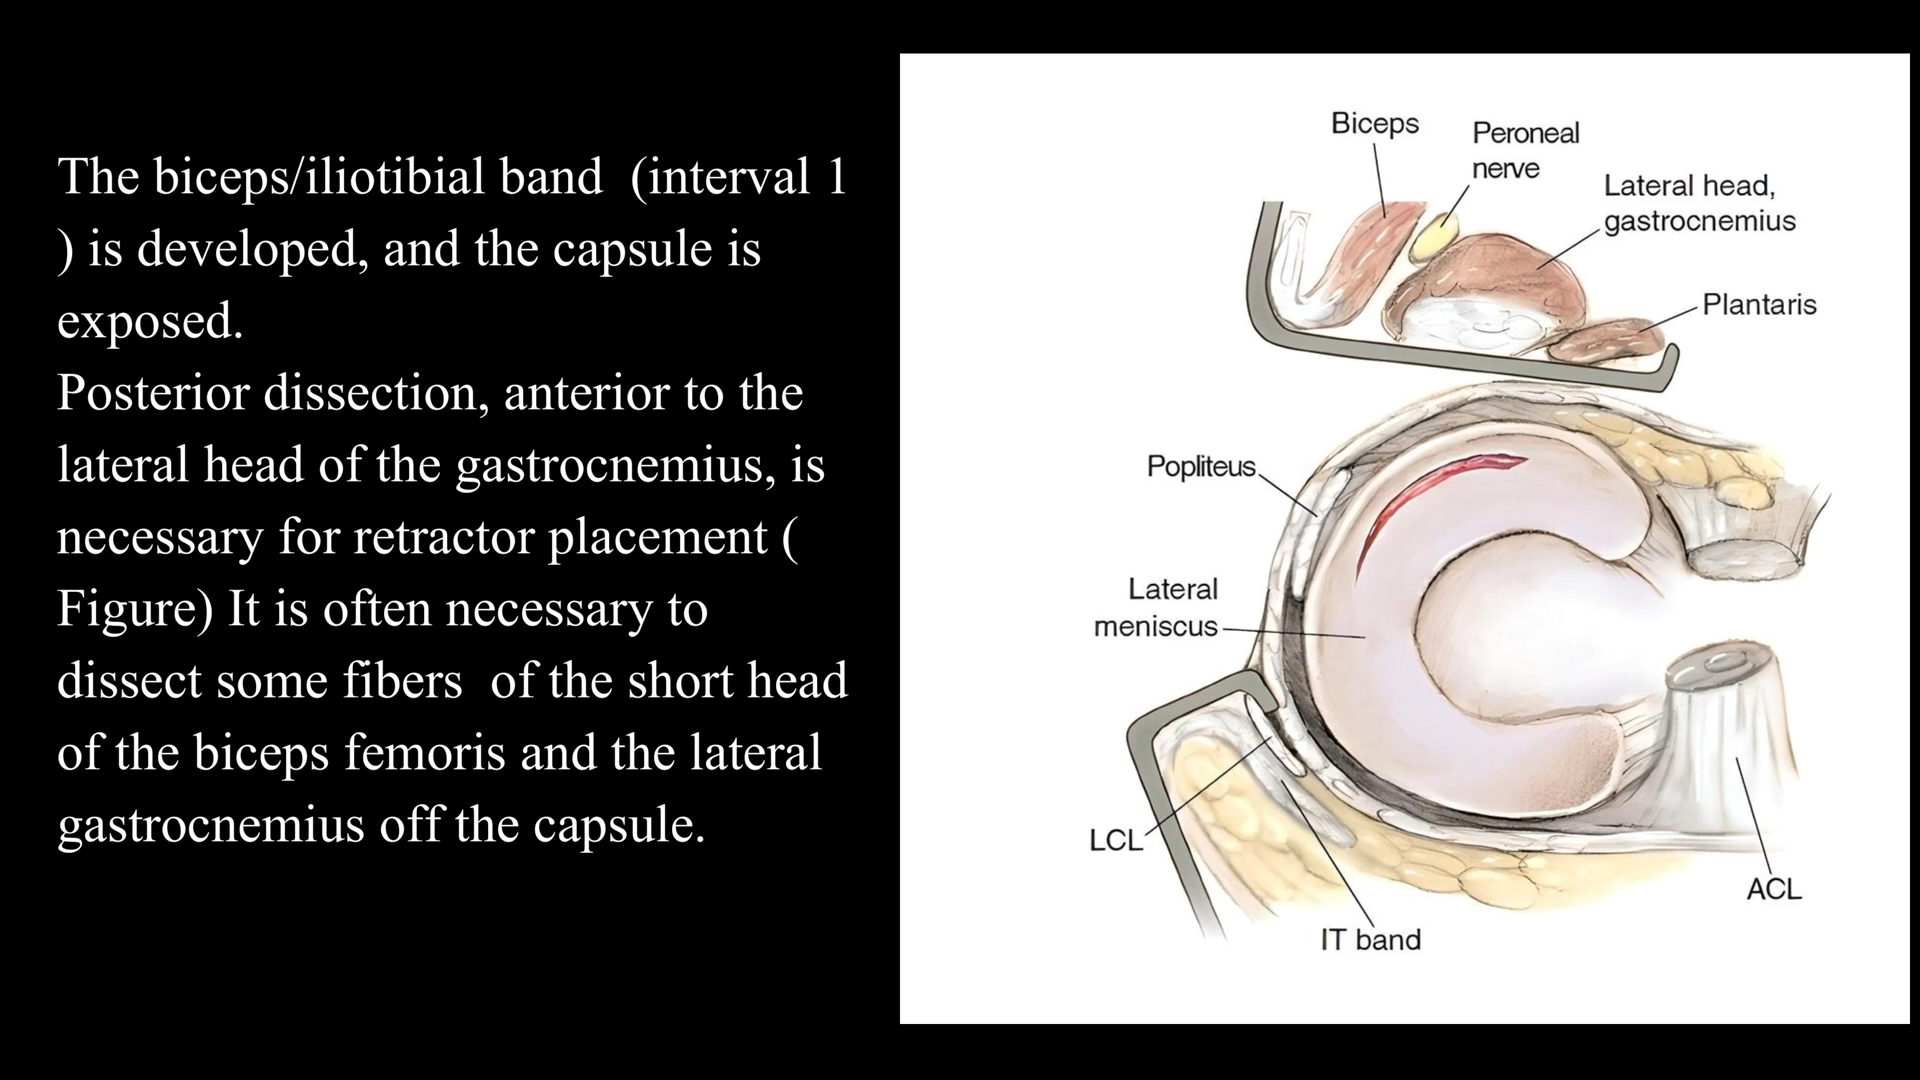 The biceps/iliotibial band  (interval 1
) is developed, and the capsule is
exposed.
Posterior dissection, anterior to the
lateral head of the gastrocnemius, is
necessary for retractor placement (
Figure) It is often necessary to
dissect some fibers  of the short head
of the biceps femoris and the lateral
gastrocnemius off the capsule.
Biceps
Peroneal
nerve
Lateral head,
gastrocnemius
Plantaris
Popliteus
Lateral
meniscus
LCL
ACL
IT band